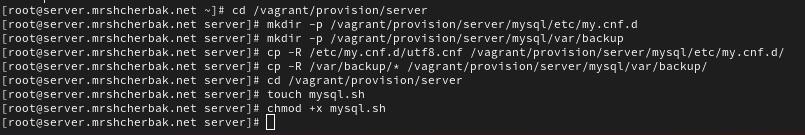 [root@server.mrshcherbak.net ~]# cd /vagrant/provision/server
[root@server.mrshcherbak.net server]# mkdir -p /vagrant/provision/server/mysql/etc/my.cnf.d
[root@server.mrshcherbak.net server]# mkdir -p /vagrant/provision/server/mysql/var/backup
[root@server.mrshcherbak.net server]# cp -R /etc/my.cnf.d/utf8.cnf /vagrant/provision/server/mysql/etc/my.cnf.d/
[root@server.mrshcherbak.net server]# cp -R /var/backup/* /vagrant/provision/server/mysql/var/backup/
[root@server.mrshcherbak.net server]# cd /vagrant/provision/server
[root@server.mrshcherbak.net server]# touch mysql.sh
[root@server.mrshcherbak.net server]# chmod +x mysql.sh
[root@server.mrshcherbak.net server]#